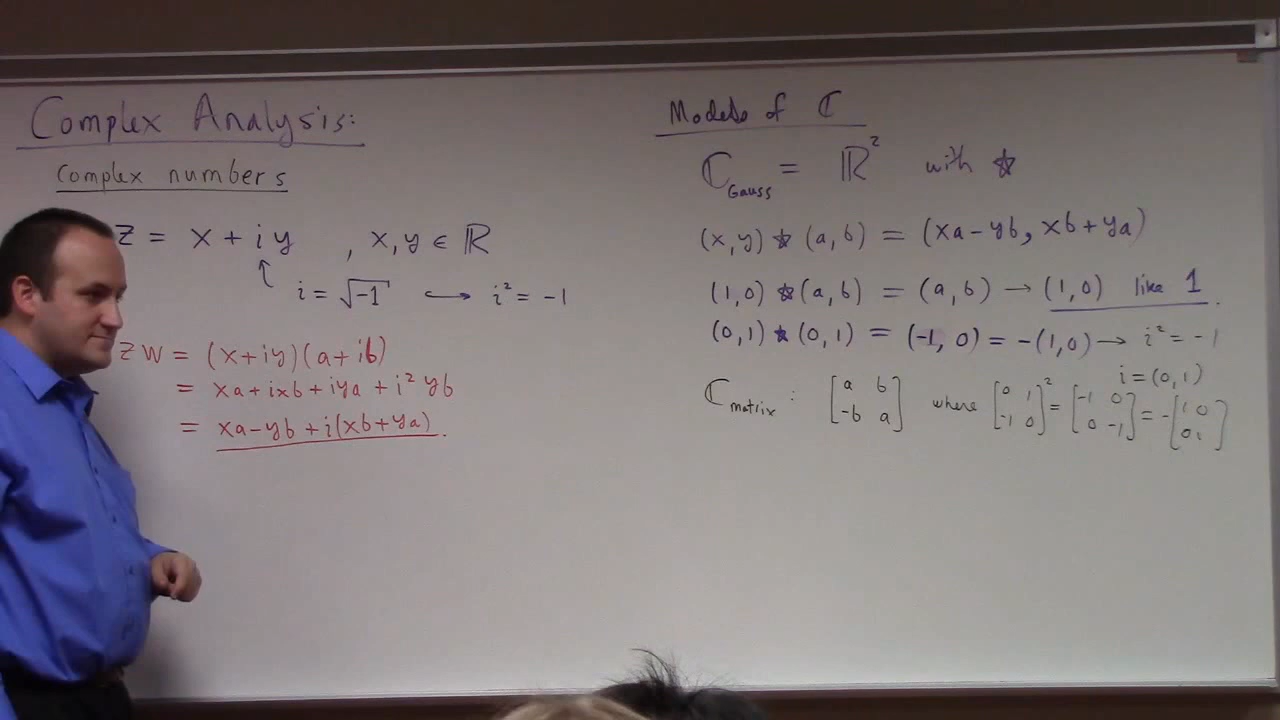 Complex Analysis:
Complex numbers
Z = x + iy , x, y ∈ ℝ
↑ i = √-1 ↔ i² = -1
ZW = (x+iy)(a+ib)
= xa+ixb+iya+i²yb
= xa-yb+i(xb+ya).
Models of ℂ
ℂ_Gauss = ℝ² with ☆
(x,y) ☆ (a,b) = (xa-yb, xb+ya)
(1,0) ☆ (a,b) = (a,b) → (1,0) like 1.
(0,1) ☆ (0,1) = (-1,0) = -(1,0) → i² = -1
i = (0,1)
ℂ_matrix : [a b; -b a] where [0 1; -1 0]² = [-1 0; 0 -1] = -[1 0; 0 1]